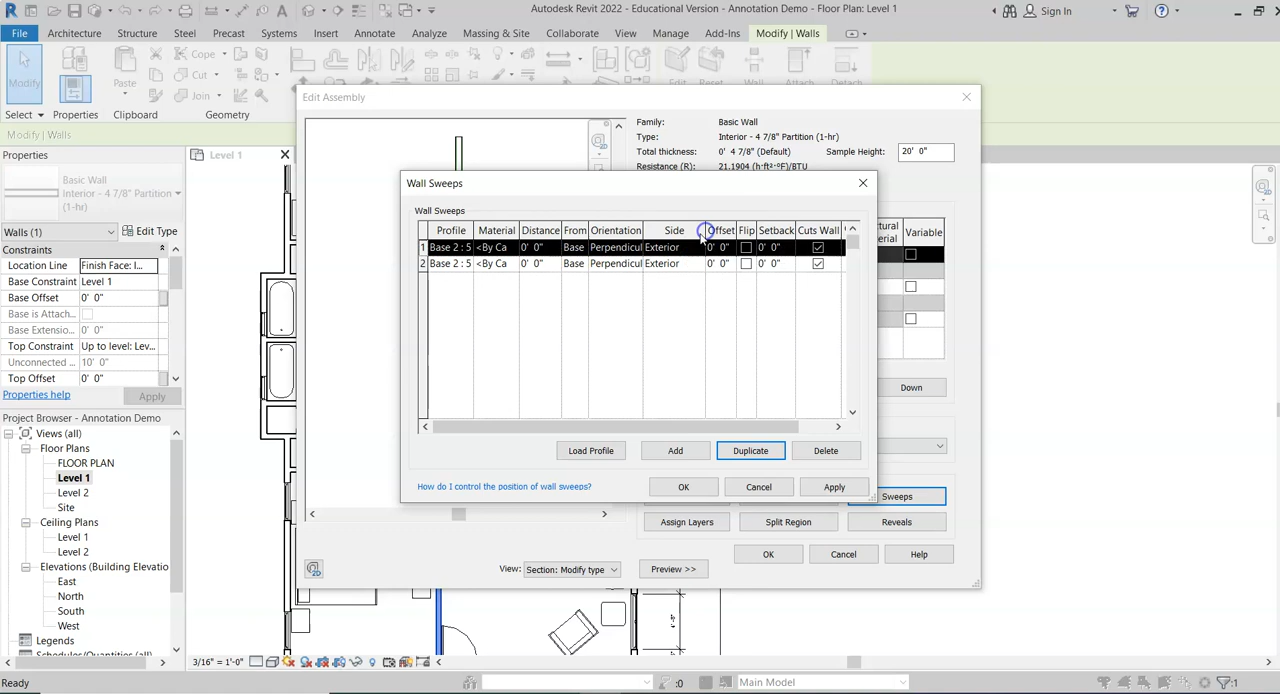 Autodesk Revit 2022 - Educational Version - Annotation Demo - Floor Plan: Level 1
Sign In
File Architecture Structure Steel Precast Systems Insert Annotate Analyze Massing & Site Collaborate View Manage Add-Ins Modify | Walls
Modify
Paste
Cope
Cut
Join
Edit Reset Wall Attach Detach
Select Properties Clipboard Geometry
Modify | Walls
Properties
Basic Wall
Interior - 4 7/8" Partition
(1-hr)
Walls (1) Edit Type
Constraints
Location Line Finish Face: I...
Base Constraint Level 1
Base Offset 0' 0"
Base is Attach...
Base Extensio... 0' 0"
Top Constraint Up to level: Lev...
Unconnected ... 10' 0"
Top Offset 0' 0"
Properties help Apply
Project Browser - Annotation Demo
Views (all)
Floor Plans
FLOOR PLAN
Level 1
Level 2
Site
Ceiling Plans
Level 1
Level 2
Elevations (Building Elevatio
East
North
South
West
Legends
Schedules/Quantities (all)
Level 1
Edit Assembly
Family: Basic Wall
Type: Interior - 4 7/8" Partition (1-hr)
Total thickness: 0' 4 7/8" (Default) Sample Height: 20' 0"
Resistance (R): 21.1904 (h·ft²·°F)/BTU
Variable
Down
Wall Sweeps
Wall Sweeps
Profile Material Distance From Orientation Side Offset Flip Setback Cuts Wall
1 Base 2 : 5 <By Ca 0' 0" Base Perpendicul Exterior 0' 0" 0' 0"
2 Base 2 : 5 <By Ca 0' 0" Base Perpendicul Exterior 0' 0" 0' 0"
Load Profile Add Duplicate Delete
How do I control the position of wall sweeps?
OK Cancel Apply
Sweeps
Assign Layers Split Region Reveals
OK Cancel Help
View: Section: Modify type Preview >>
3/16" = 1'-0"
Ready
:0
Main Model
:1